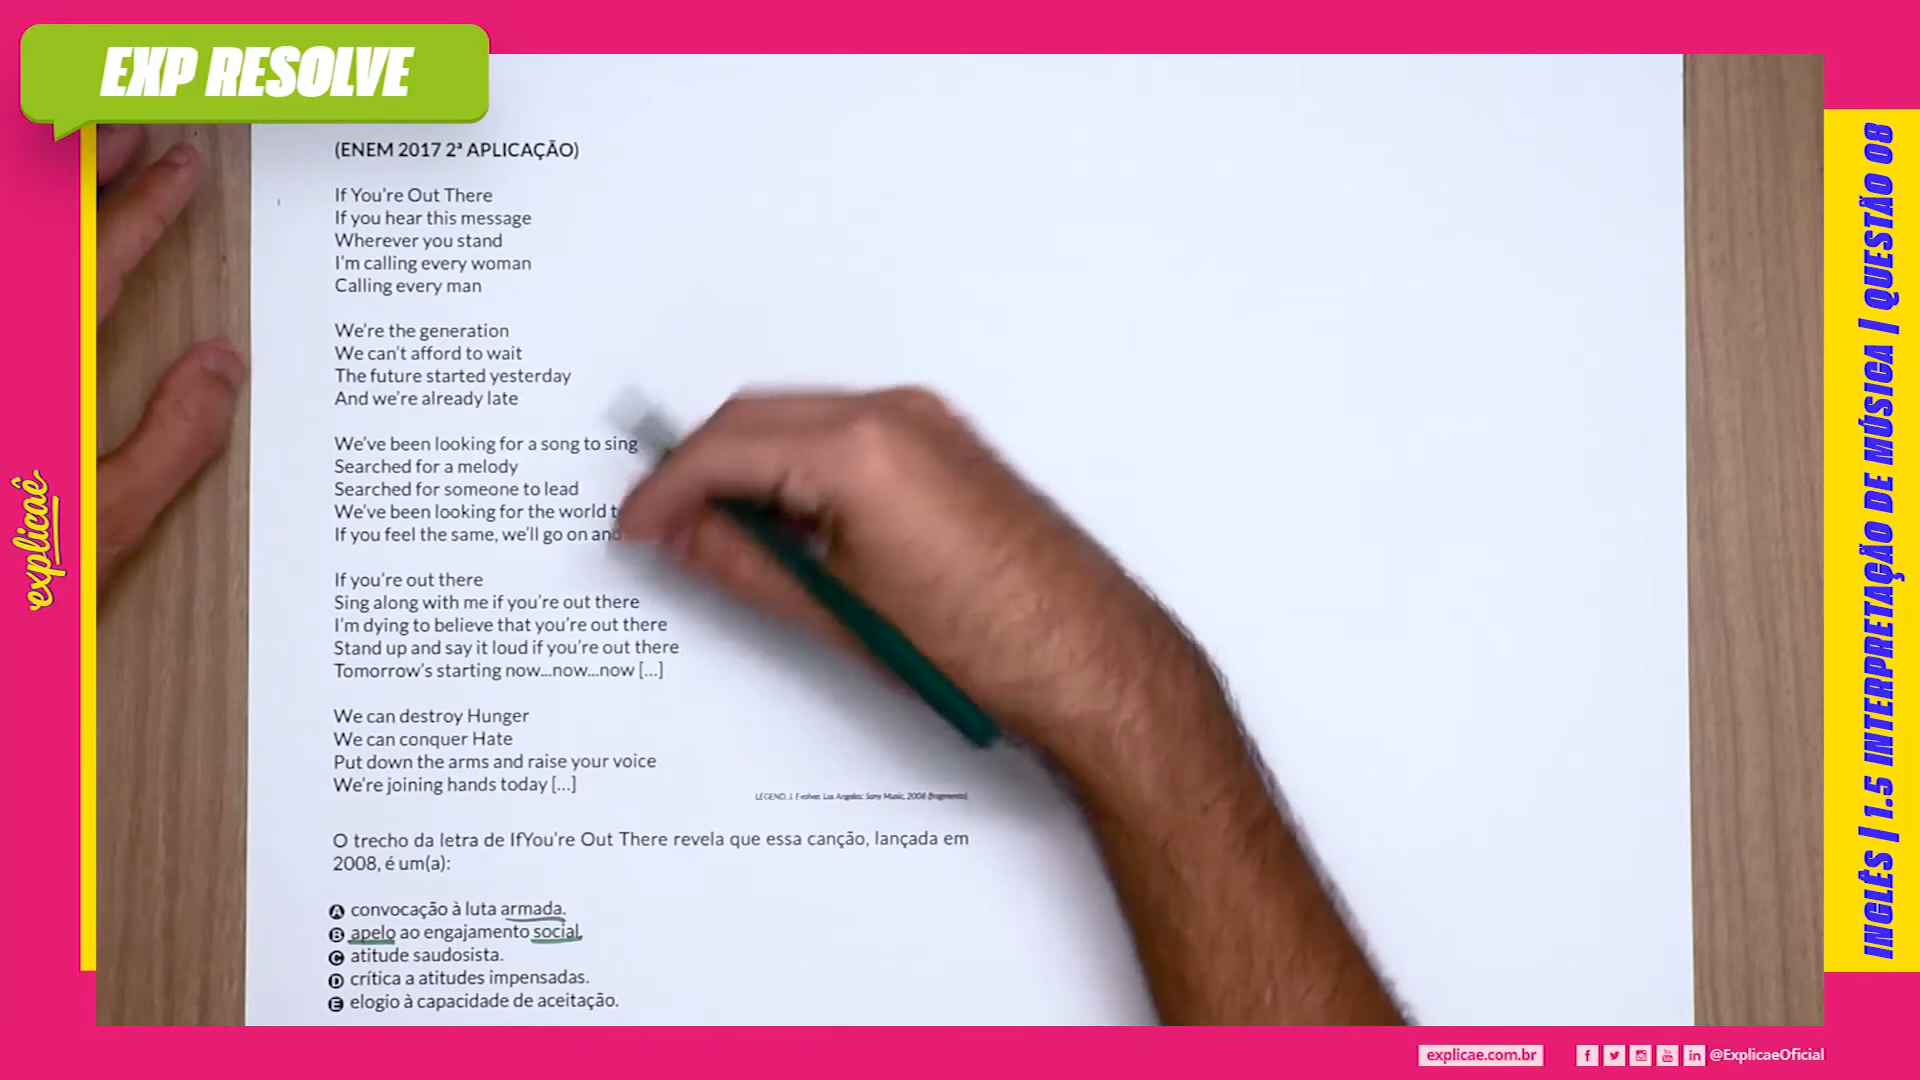 EXP RESOLVE
(ENEM 2017 2ª APLICAÇÃO)
If You're Out There
If you hear this message
Wherever you stand
I'm calling every woman
Calling every man
We're the generation
We can't afford to wait
The future started yesterday
And we're already late
We've been looking for a song to sing
Searched for a melody
Searched for someone to lead
We've been looking for the world
If you feel the same, we'll go on and
If you're out there
Sing along with me if you're out there
I'm dying to believe that you're out there
Stand up and say it loud if you're out there
Tomorrow's starting now...now...now [...]
We can destroy Hunger
We can conquer Hate
Put down the arms and raise your voice
We're joining hands today [...]
LEGEND, J. Evolver. Los Angeles: Sony Music, 2008 (fragmento).
O trecho da letra de IfYou're Out There revela que essa canção, lançada em
2008, é um(a):
A convocação à luta armada.
B apelo ao engajamento social.
C atitude saudosista.
D crítica a atitudes impensadas.
E elogio à capacidade de aceitação.
explicaê
INGLÊS | 1.5 INTERPRETAÇÃO DE MÚSICA | QUESTÃO 08
explicae.com.br
@ExplicaeOficial